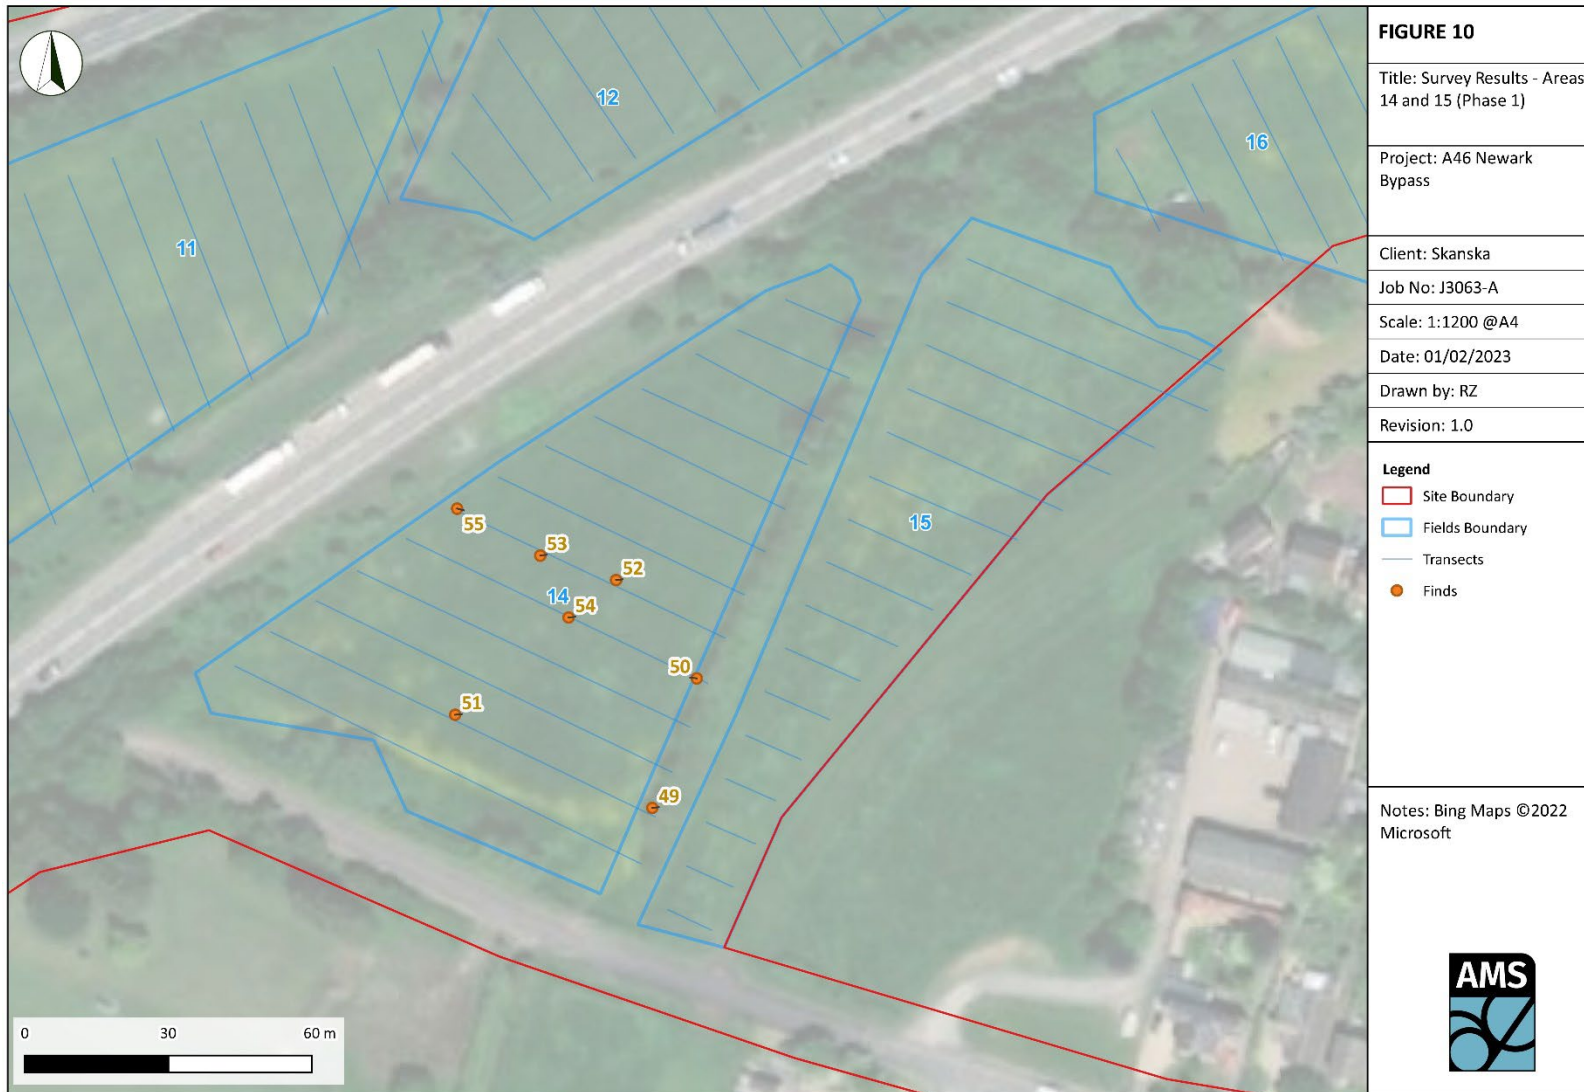 12
16
11
15
55
53
52
14
54
50
51
49
0 30 60 m
FIGURE 10
Title: Survey Results - Areas
14 and 15 (Phase 1)
Project: A46 Newark
Bypass
Client: Skanska
Job No: J3063-A
Scale: 1:1200 @A4
Date: 01/02/2023
Drawn by: RZ
Revision: 1.0
Legend
Site Boundary
Fields Boundary
Transects
Finds
Notes: Bing Maps ©2022
Microsoft
AMS